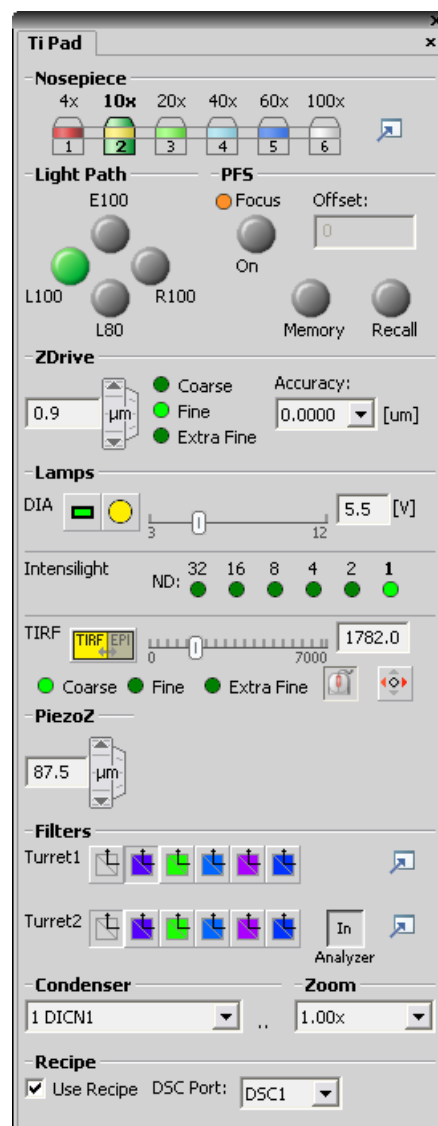 Ti Pad
Nosepiece
4x 10x 20x 40x 60x 100x
1 2 3 4 5 6
Light Path PFS
E100 Focus Offset:
0
On
L100 R100
L80 Memory Recall
ZDrive
Coarse Accuracy:
0.9 µm Fine 0.0000 [um]
Extra Fine
Lamps
DIA 5.5 [V]
3 12
Intensilight ND: 32 16 8 4 2 1
TIRF TIRF EPI 1782.0
0 7000
Coarse Fine Extra Fine
PiezoZ
87.5 µm
Filters
Turret1
Turret2 In
Analyzer
Condenser Zoom
1 DICN1 .. 1.00x
Recipe
Use Recipe DSC Port: DSC1